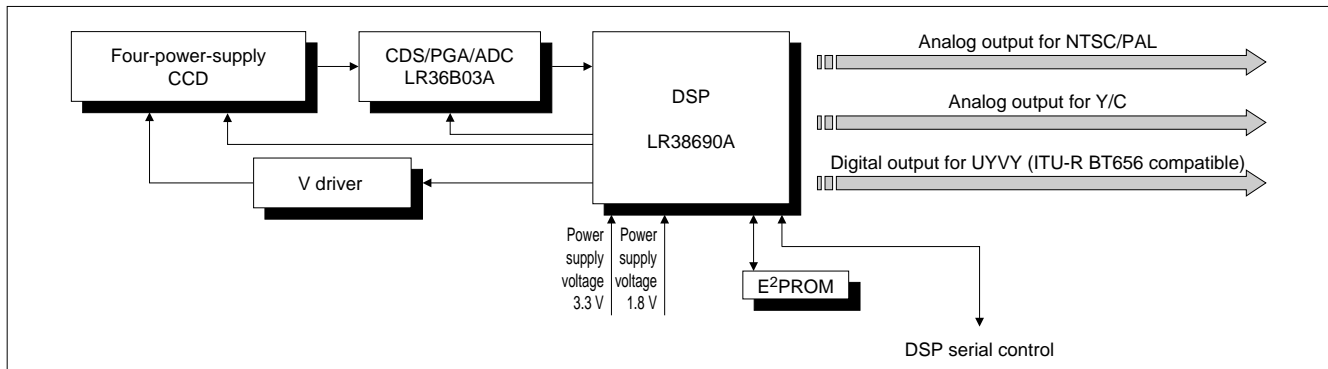 Four-power-supply
CCD
CDS/PGA/ADC
LR36B03A
DSP
LR38690A
V driver
Analog output for NTSC/PAL
Analog output for Y/C
Digital output for UYVY (ITU-R BT656 compatible)
Power
supply
voltage
3.3 V
Power
supply
voltage
1.8 V
E²PROM
DSP serial control